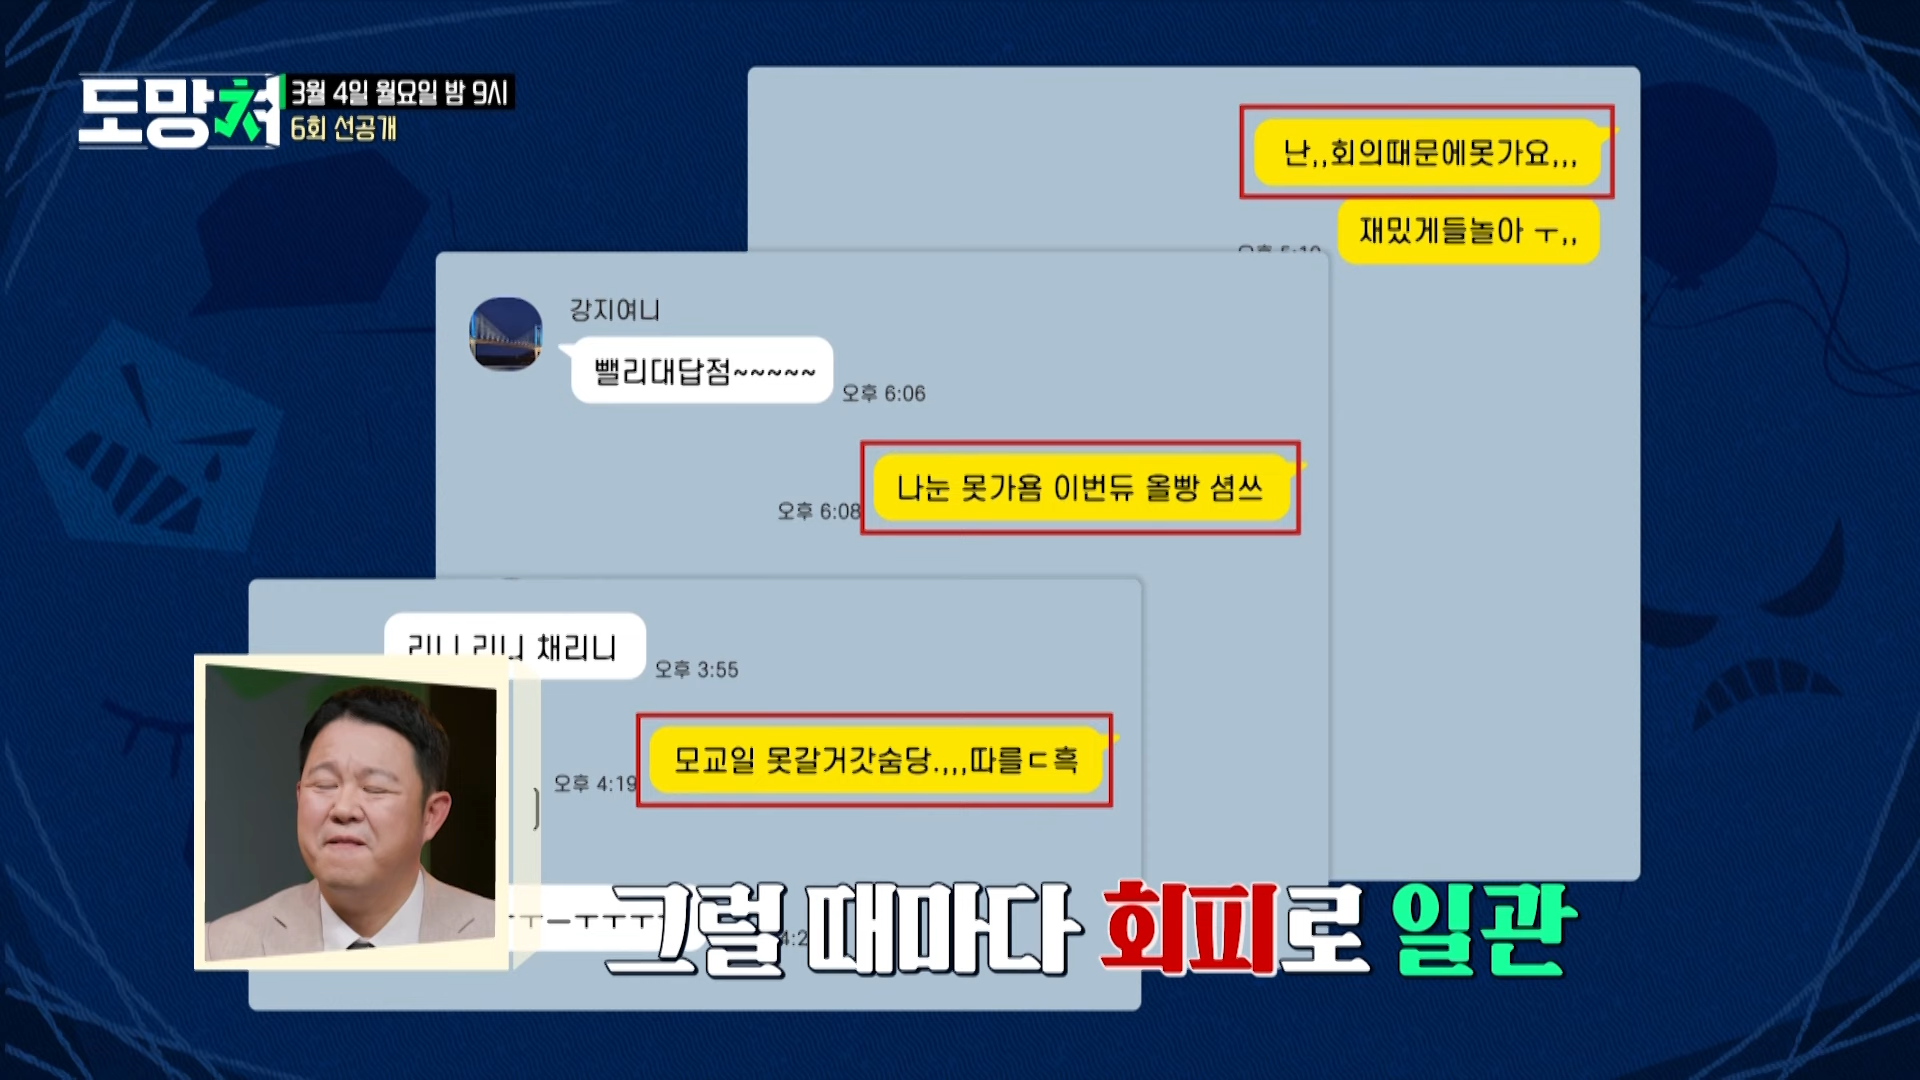 도망쳐
3월 4일 월요일 밤 9시
6회 선공개
난,,회의때문에못가요,,,
재밌게들놀아 ㅜ,,
강지여니
뺄리대답점~~~~~
오후 6:06
나눈 못가욤 이번듀 올빵 셤쓰
오후 6:08
리니 리니 채리니
오후 3:55
모교일 못갈거갓숨당.,,,따를ㄷ흑
오후 4:19
그럴 때마다 회피로 일관